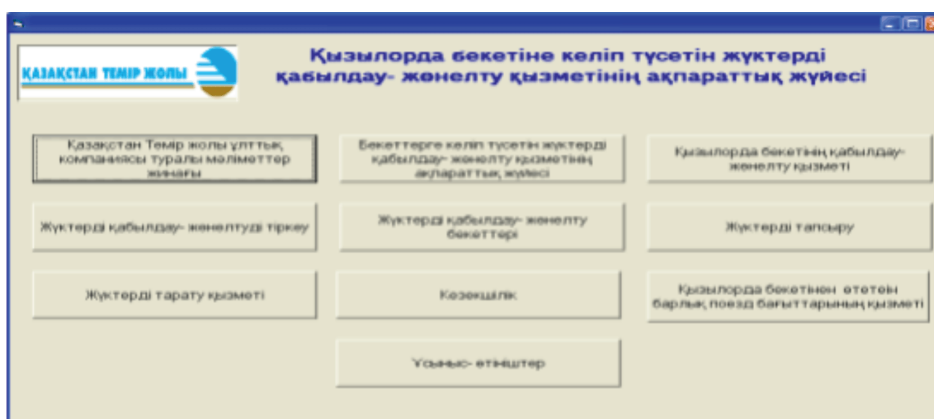 ҚАЗАҚСТАН ТЕМІР ЖОЛЫ
Қызылорда бекетіне келіп түсетін жүктерді
қабылдау- жөнелту қызметінің ақпараттық жүйесі
Қазақстан Темір жолы ұлттық
компаниясы туралы мәліметтер
жинағы
Бекеттерге келіп түсетін жүктерді
қабылдау- жөнелту қызметінің
ақпараттық жүйесі
Қызылорда бекетінің қабылдау-
жөнелту қызметі
Жүктерді қабылдау- жөнелтуді тіркеу
Жүктерді қабылдау- жөнелту
бекеттері
Жүктерді тапсыру
Жүктерді тарату қызметі
Кезекшілік
Қызылорда бекетінен өтетеін
барлық поезд бағыттарының қызметі
Ұсыныс- өтініштер